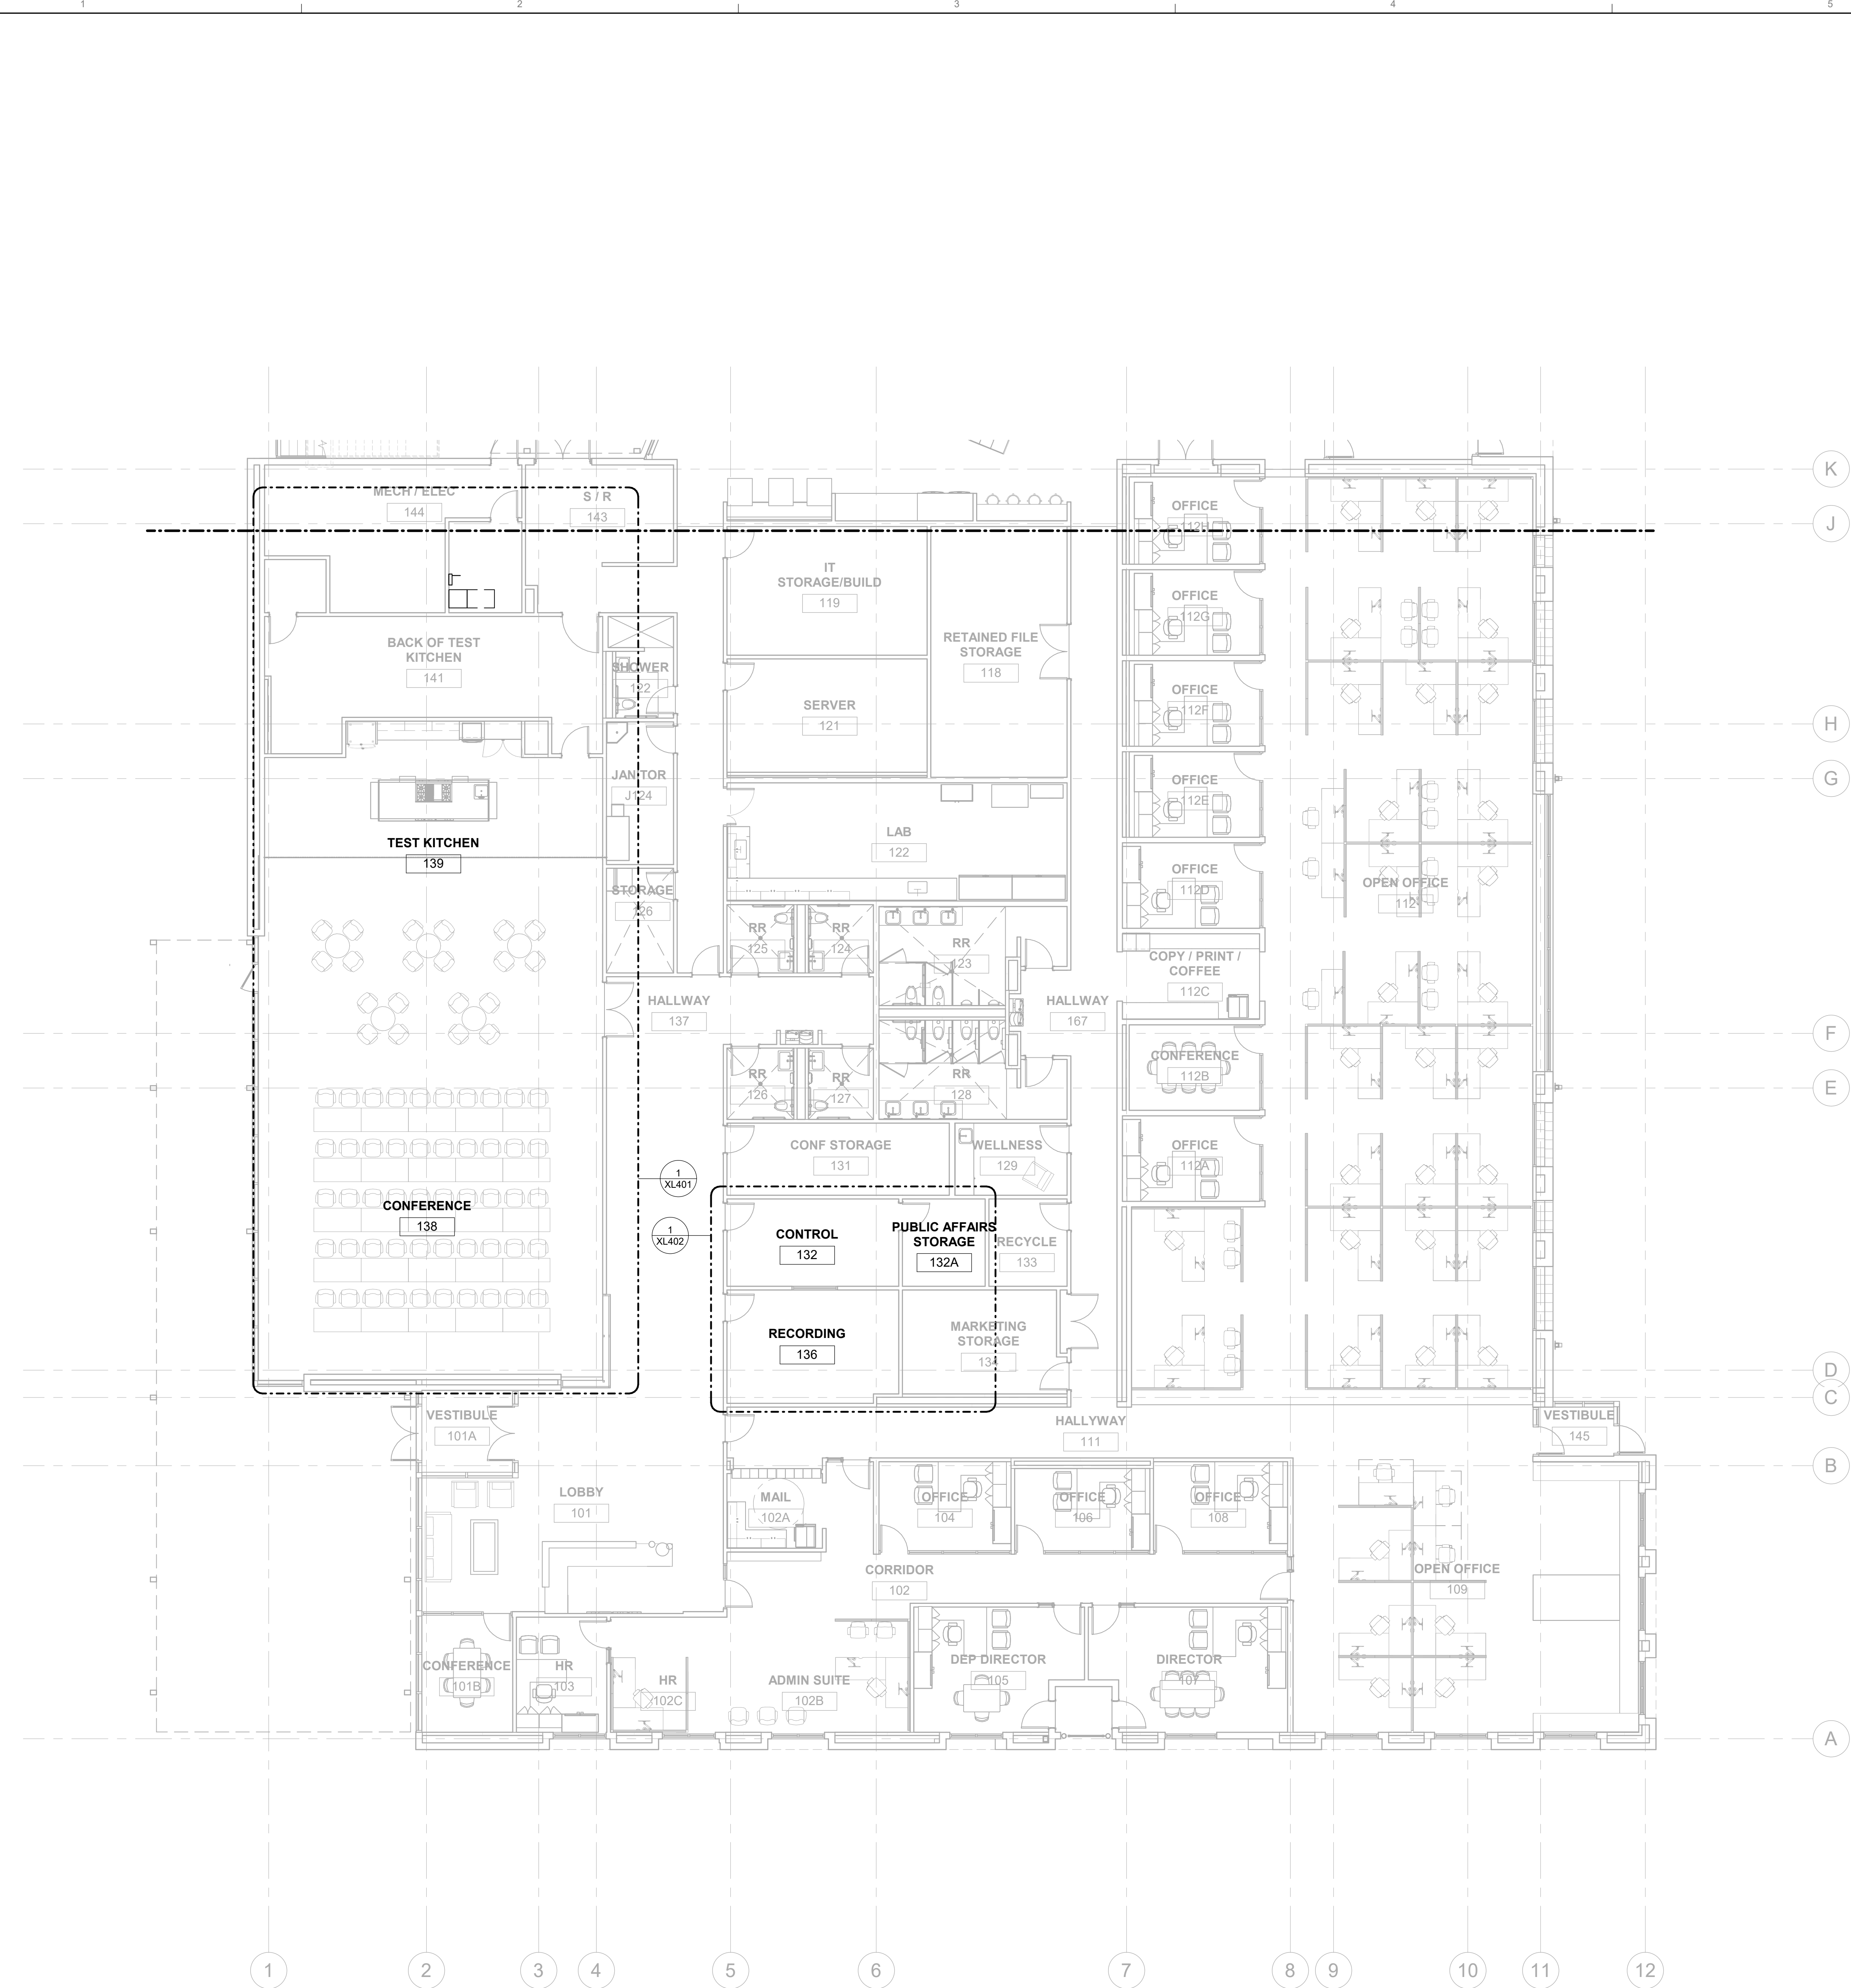 1 2 3 4 5
K
MECH / ELEC
144
S / R
143
OFFICE
112H
J
IT
STORAGE/BUILD
119
OFFICE
112G
BACK OF TEST
KITCHEN
141
RETAINED FILE
STORAGE
118
SHOWER
122
OFFICE
112F
SERVER
121
H
JANITOR
J124
OFFICE
112E
G
TEST KITCHEN
139
LAB
122
OFFICE
112D
OPEN OFFICE
112
STORAGE
126
RR
125
RR
124
RR
123
COPY / PRINT /
COFFEE
112C
HALLWAY
137
HALLWAY
167
F
CONFERENCE
112B
RR
126
RR
127
RR
128
E
CONF STORAGE
131
WELLNESS
129
OFFICE
112A
1
XL401
CONFERENCE
138
1
XL402
CONTROL
132
PUBLIC AFFAIRS
STORAGE
132A
RECYCLE
133
RECORDING
136
MARKETING
STORAGE
134
D
C
VESTIBULE
101A
HALLYWAY
111
VESTIBULE
145
B
LOBBY
101
MAIL
102A
OFFICE
104
OFFICE
106
OFFICE
108
CORRIDOR
102
OPEN OFFICE
109
CONFERENCE
101B
HR
103
HR
102C
ADMIN SUITE
102B
DEP DIRECTOR
105
DIRECTOR
107
A
1 2 3 4 5 6 7 8 9 10 11 12